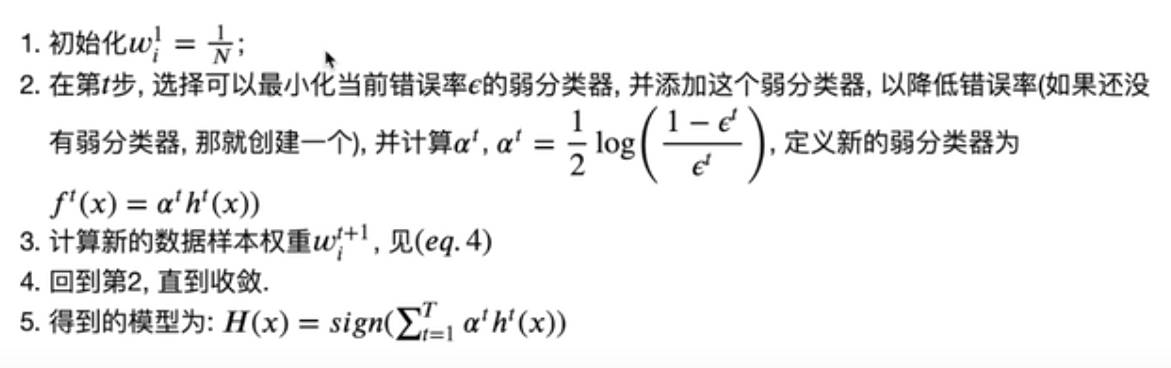 1. 初始化$w_i^1 = \frac{1}{N}$;
2. 在第$t$步, 选择可以最小化当前错误率$\epsilon$的弱分类器, 并添加这个弱分类器, 以降低错误率(如果还没
有弱分类器, 那就创建一个), 并计算$\alpha^t$, $\alpha^t = \frac{1}{2} \log\left(\frac{1 - \epsilon^t}{\epsilon^t}\right)$, 定义新的弱分类器为
$f^t(x) = \alpha^t h^t(x))$
3. 计算新的数据样本权重$w_i^{t+1}$, 见$(eq. 4)$
4. 回到第2, 直到收敛.
5. 得到的模型为: $H(x) = sign(\sum_{t=1}^{T} \alpha^t h^t(x))$